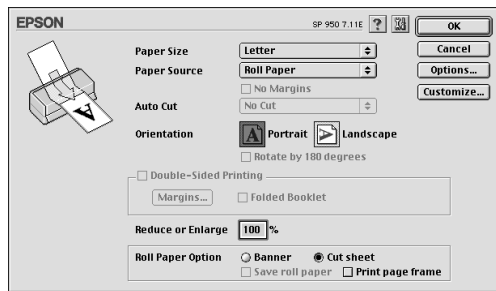 EPSON
SP 950 7.11E ?
OK
Paper Size Letter Cancel
Paper Source Roll Paper Options...
No Margins Customize...
Auto Cut No Cut
Orientation A Portrait A Landscape
Rotate by 180 degrees
Double-Sided Printing
Margins... Folded Booklet
Reduce or Enlarge 100 %
Roll Paper Option Banner Cut sheet
Save roll paper Print page frame
A